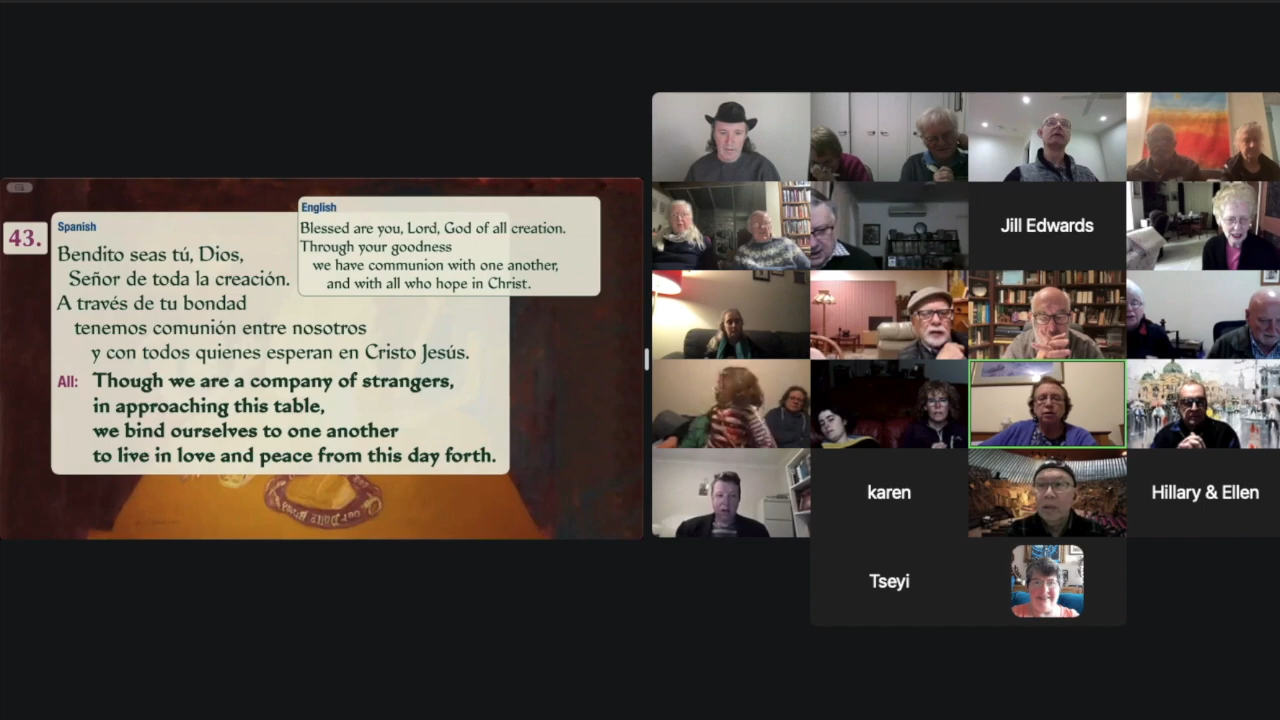 43.
Spanish
Bendito seas tú, Dios,
Señor de toda la creación.
A través de tu bondad
tenemos comunión entre nosotros
y con todos quienes esperan en Cristo Jesús.
English
Blessed are you, Lord, God of all creation.
Through your goodness
we have communion with one another,
and with all who hope in Christ.
All: Though we are a company of strangers,
in approaching this table,
we bind ourselves to one another
to live in love and peace from this day forth.
Our Daily Bread
Jill Edwards
karen
Hillary & Ellen
Tseyi